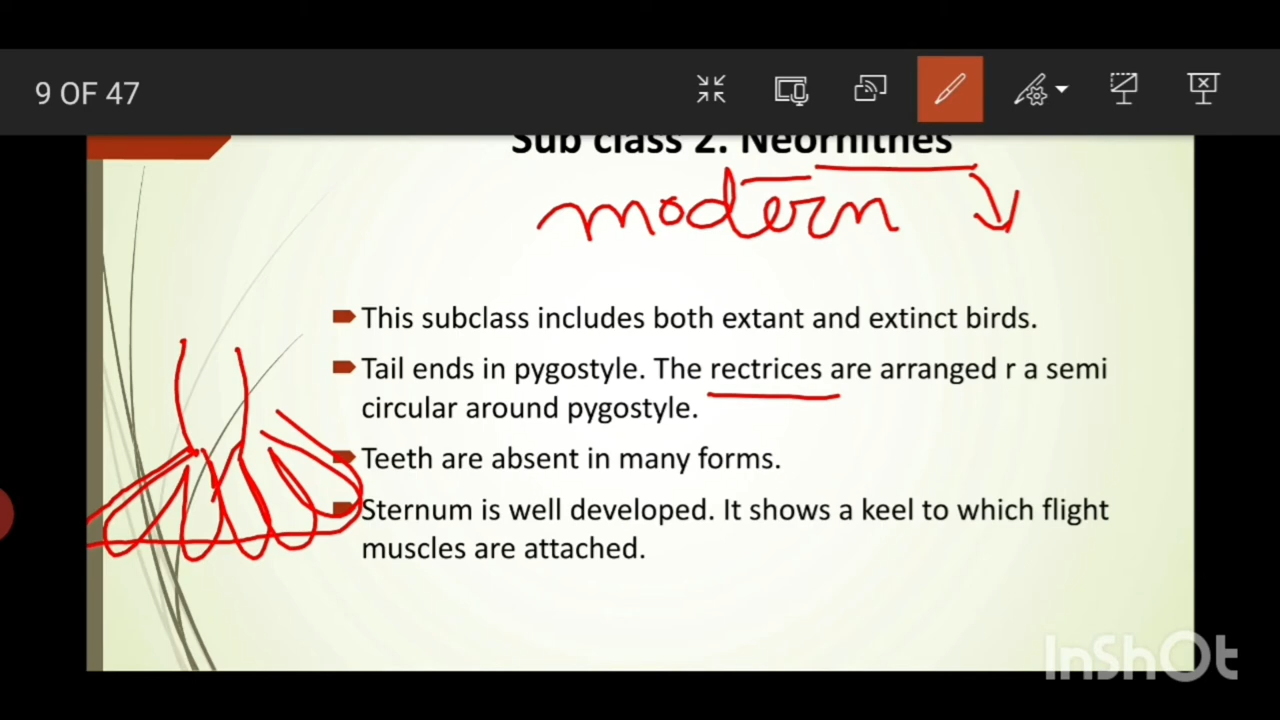 9 OF 47
Sub class 2. Neornithes
modern
This subclass includes both extant and extinct birds.
Tail ends in pygostyle. The rectrices are arranged r a semi
circular around pygostyle.
Teeth are absent in many forms.
Sternum is well developed. It shows a keel to which flight
muscles are attached.
InShOt